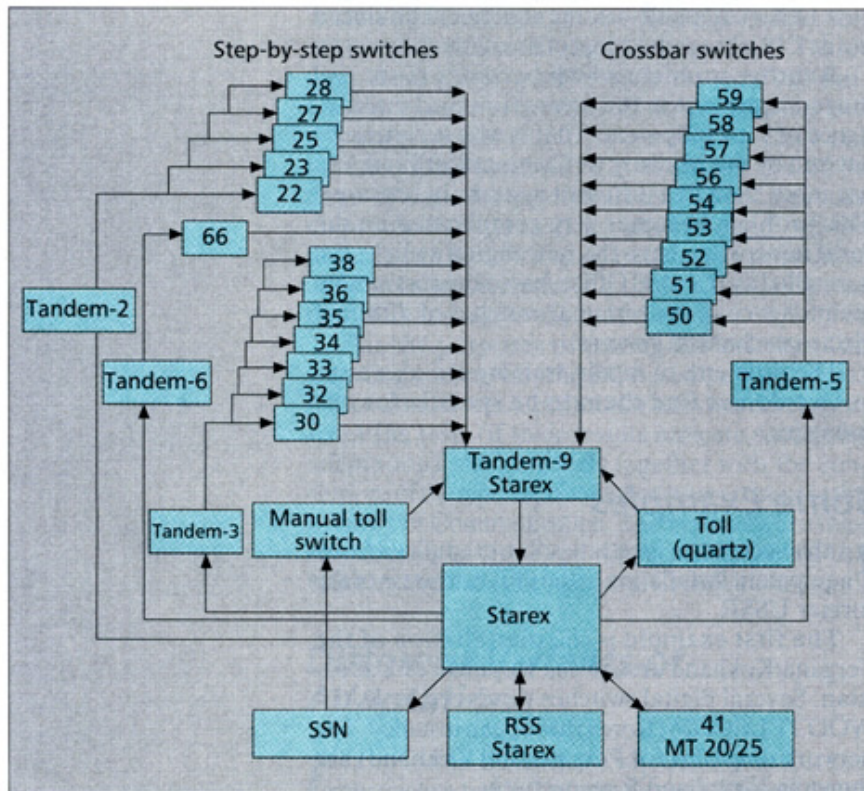 Step-by-step switches
Crossbar switches
28
27
25
23
22
66
38
36
35
34
33
32
30
59
58
57
56
54
53
52
51
50
Tandem-2
Tandem-6
Tandem-5
Tandem-3
Manual toll
switch
Tandem-9
Starex
Toll
(quartz)
Starex
SSN
RSS
Starex
41
MT 20/25